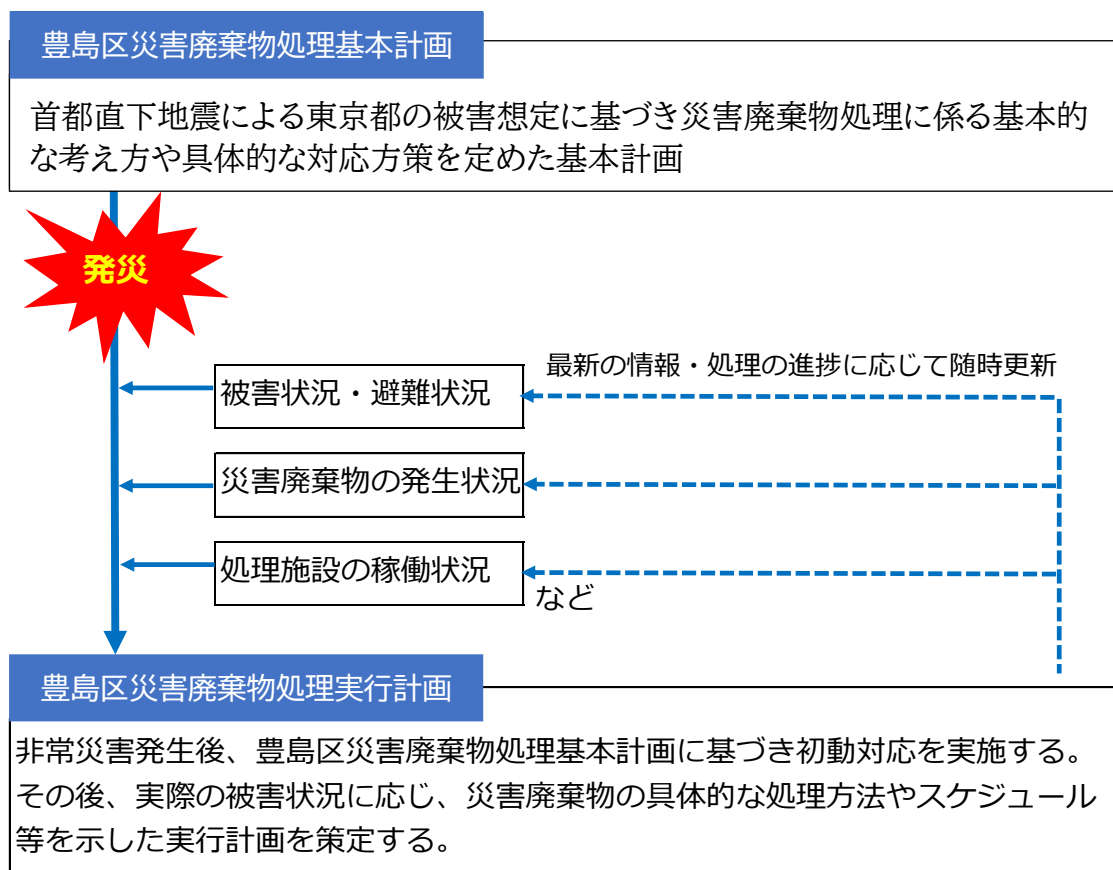 豊島区災害廃棄物処理基本計画
首都直下地震による東京都の被害想定に基づき災害廃棄物処理に係る基本的
な考え方や具体的な対応方策を定めた基本計画
発災
最新の情報・処理の進捗に応じて随時更新
被害状況・避難状況
災害廃棄物の発生状況
処理施設の稼働状況
など
豊島区災害廃棄物処理実行計画
非常災害発生後、豊島区災害廃棄物処理基本計画に基づき初動対応を実施する。
その後、実際の被害状況に応じ、災害廃棄物の具体的な処理方法やスケジュール
等を示した実行計画を策定する。